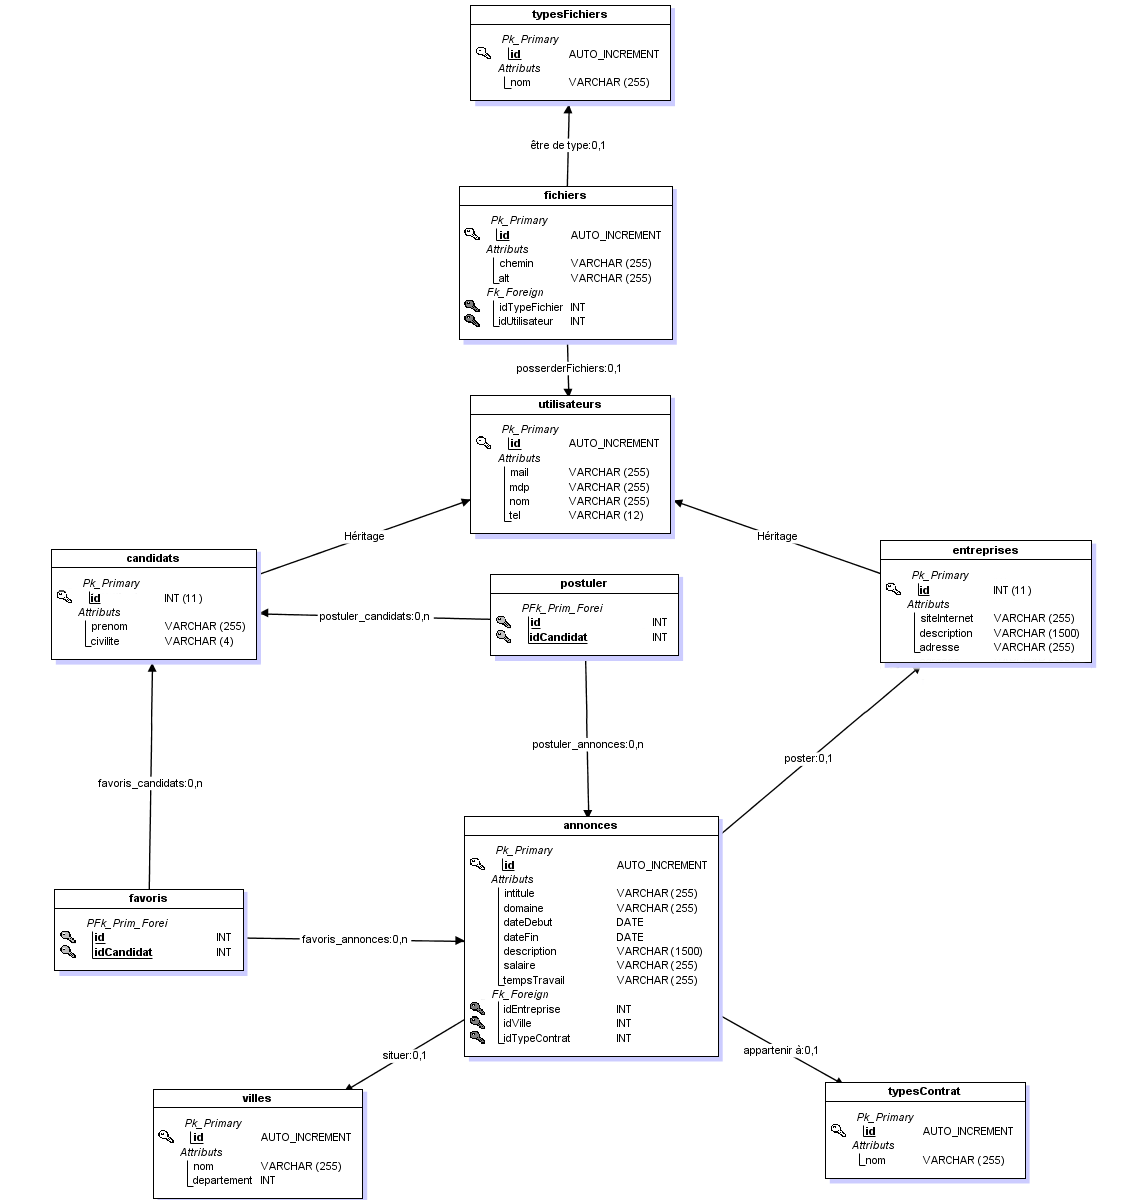 typesFichiers
Pk_Primary
id AUTO_INCREMENT
Attributs
nom VARCHAR (255)
être de type:0,1
fichiers
Pk_Primary
id AUTO_INCREMENT
Attributs
chemin VARCHAR (255)
alt VARCHAR (255)
Fk_Foreign
idTypeFichier INT
idUtilisateur INT
posserderFichiers:0,1
utilisateurs
Pk_Primary
id AUTO_INCREMENT
Attributs
mail VARCHAR (255)
mdp VARCHAR (255)
nom VARCHAR (255)
tel VARCHAR (12)
Héritage
Héritage
candidats
Pk_Primary
id INT (11)
Attributs
prenom VARCHAR (255)
civilite VARCHAR (4)
postuler_candidats:0,n
postuler
PFk_Prim_Forei
id INT
idCandidat INT
entreprises
Pk_Primary
id INT (11)
Attributs
siteInternet VARCHAR (255)
description VARCHAR (1500)
adresse VARCHAR (255)
postuler_annonces:0,n
poster:0,1
favoris_candidats:0,n
annonces
Pk_Primary
id AUTO_INCREMENT
Attributs
intitule VARCHAR (255)
domaine VARCHAR (255)
dateDebut DATE
dateFin DATE
description VARCHAR (1500)
salaire VARCHAR (255)
tempsTravail VARCHAR (255)
Fk_Foreign
idEntreprise INT
idVille INT
idTypeContrat INT
favoris
PFk_Prim_Forei
id INT
idCandidat INT
favoris_annonces:0,n
situer:0,1
appartenir à:0,1
villes
Pk_Primary
id AUTO_INCREMENT
Attributs
nom VARCHAR (255)
departement INT
typesContrat
Pk_Primary
id AUTO_INCREMENT
Attributs
nom VARCHAR (255)